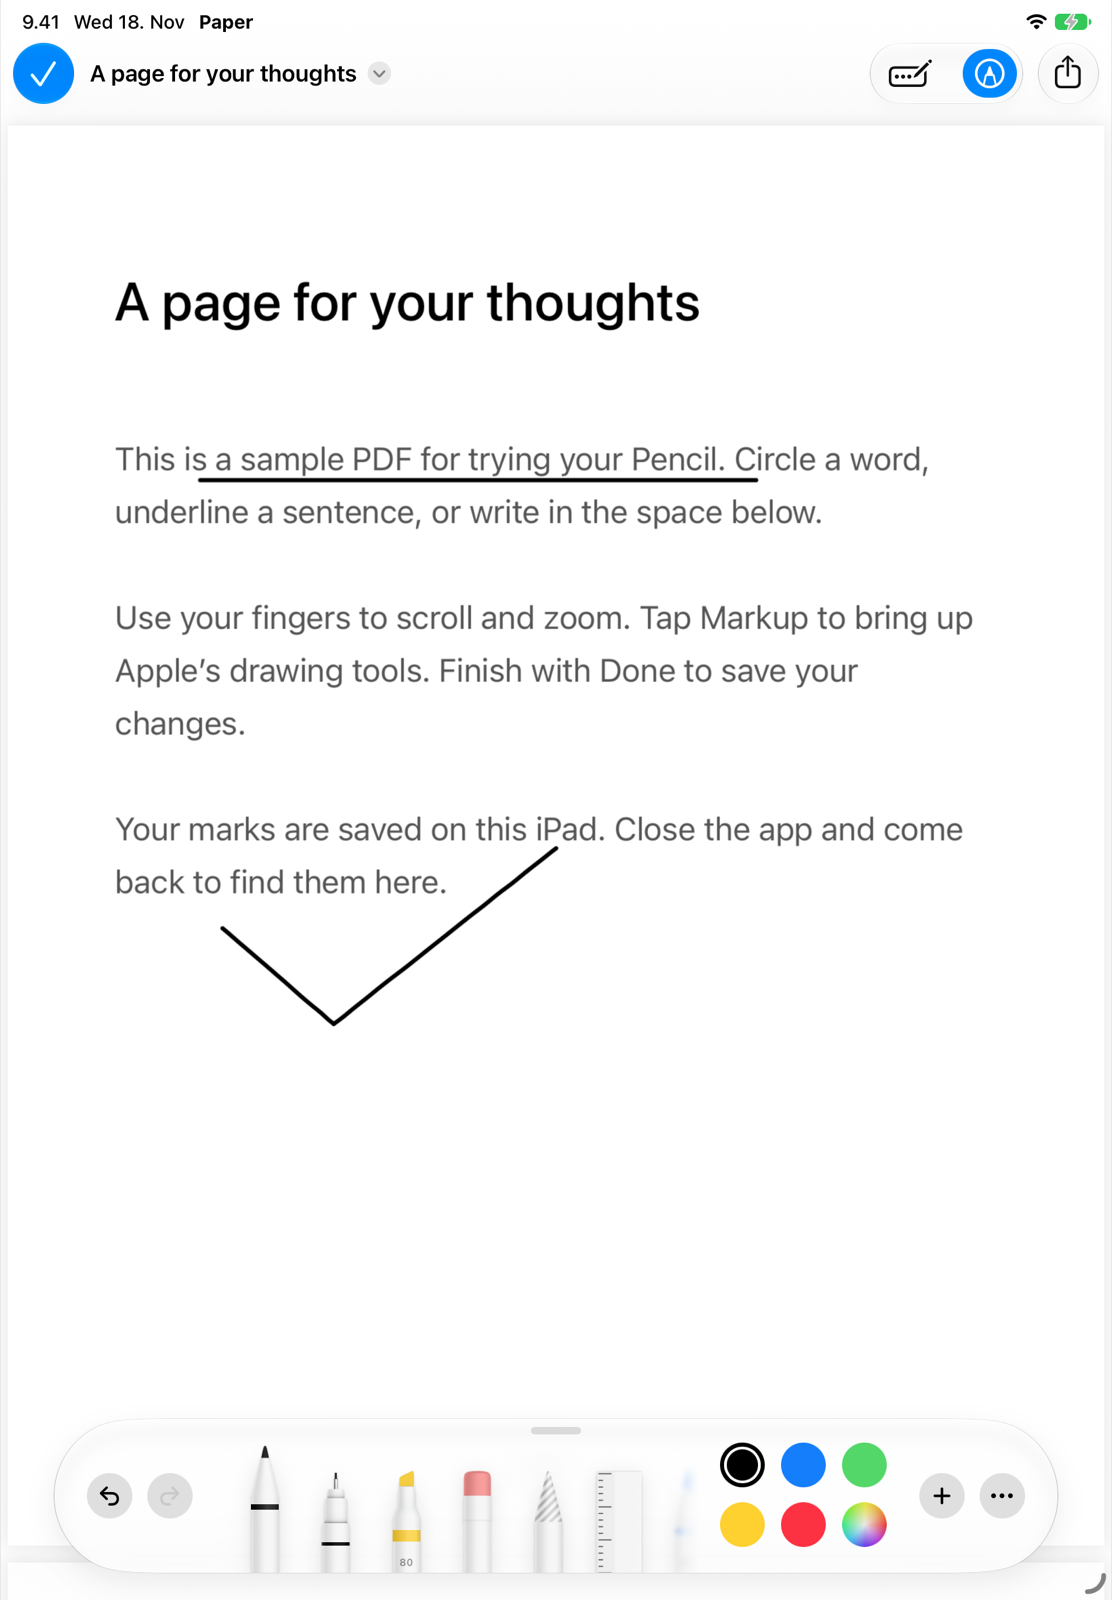 9.41 Wed 18. Nov Paper
A page for your thoughts
A page for your thoughts
This is a sample PDF for trying your Pencil. Circle a word,
underline a sentence, or write in the space below.
Use your fingers to scroll and zoom. Tap Markup to bring up
Apple’s drawing tools. Finish with Done to save your
changes.
Your marks are saved on this iPad. Close the app and come
back to find them here.
80